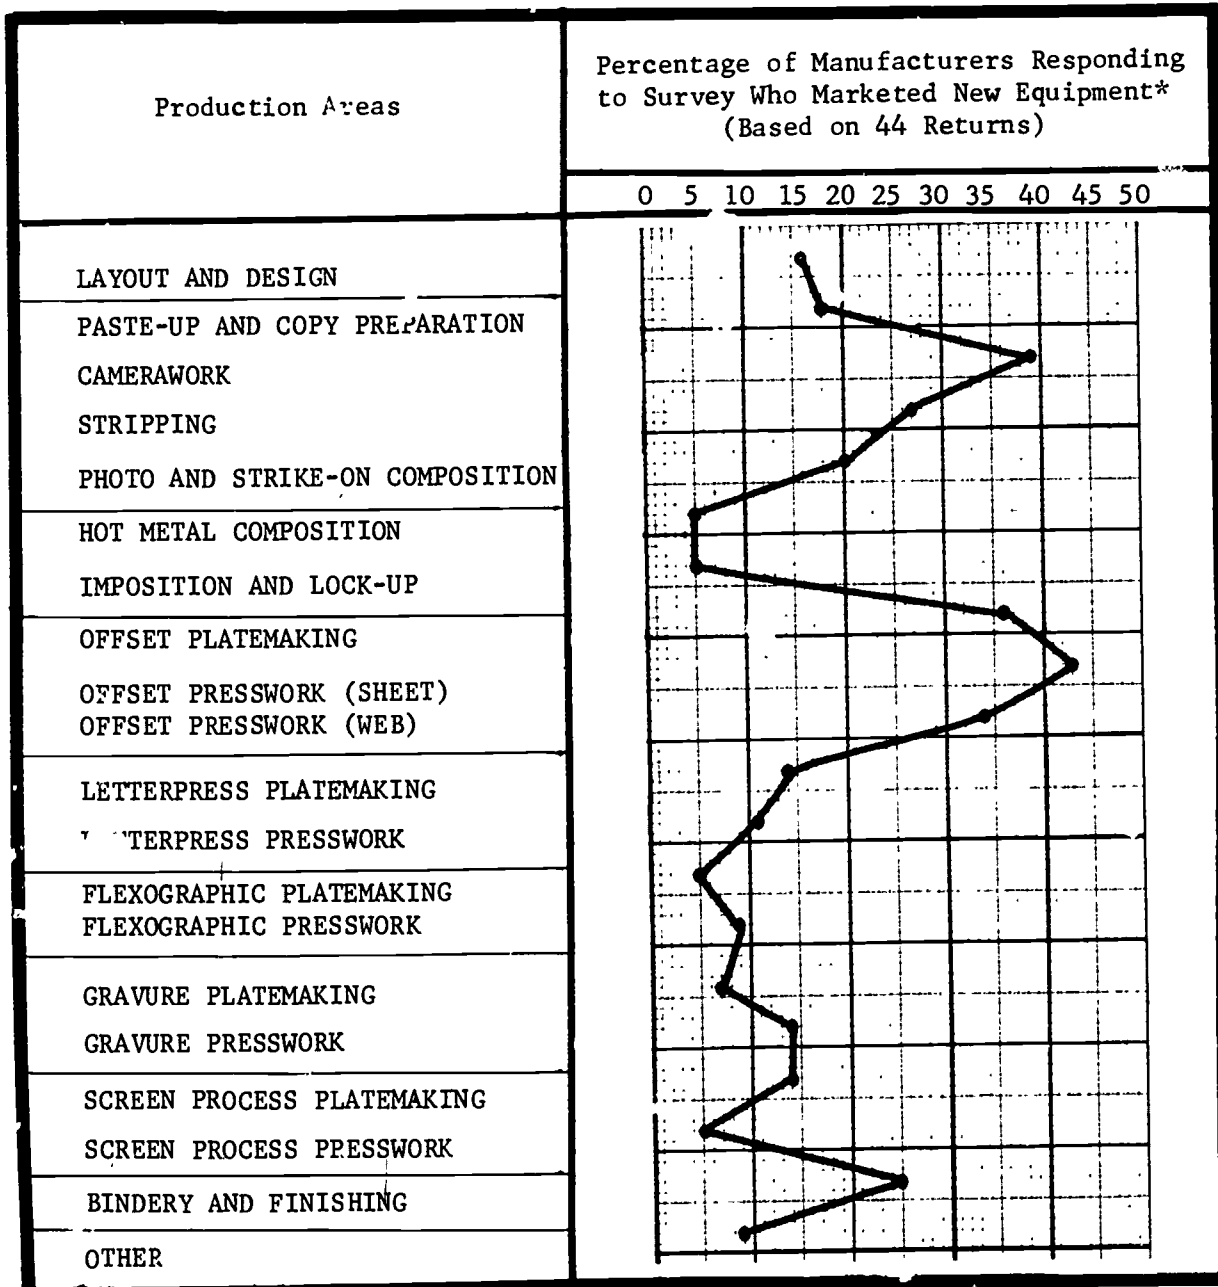 Production Areas
Percentage of Manufacturers Responding
to Survey Who Marketed New Equipment*
(Based on 44 Returns)
0 5 10 15 20 25 30 35 40 45 50
LAYOUT AND DESIGN
PASTE-UP AND COPY PREPARATION
CAMERAWORK
STRIPPING
PHOTO AND STRIKE-ON COMPOSITION
HOT METAL COMPOSITION
IMPOSITION AND LOCK-UP
OFFSET PLATEMAKING
OFFSET PRESSWORK (SHEET)
OFFSET PRESSWORK (WEB)
LETTERPRESS PLATEMAKING
LETTERPRESS PRESSWORK
FLEXOGRAPHIC PLATEMAKING
FLEXOGRAPHIC PRESSWORK
GRAVURE PLATEMAKING
GRAVURE PRESSWORK
SCREEN PROCESS PLATEMAKING
SCREEN PROCESS PRESSWORK
BINDERY AND FINISHING
OTHER